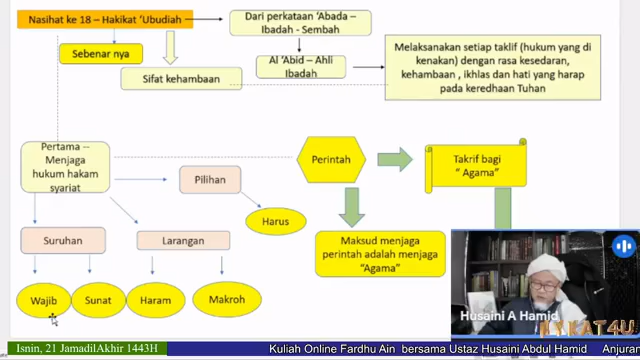 Nasihat ke 18 – Hakikat 'Ubudiah
Dari perkataan 'Abada –
Ibadah - Sembah
Sebenar nya
Sifat kehambaan
Al 'Abid – Ahli
Ibadah
Melaksanakan setiap taklif (hukum yang di
kenakan) dengan rasa kesedaran,
kehambaan , ikhlas dan hati yang harap
pada keredhaan Tuhan
Pertama --
Menjaga
hukum hakam
syariat
Pilihan
Harus
Perintah
Takrif bagi
" Agama"
Suruhan
Larangan
Maksud menjaga
perintah adalah menjaga
"Agama"
Wajib
Sunat
Haram
Makroh
Husaini A Hamid
Isnin, 21 JamadilAkhir 1443H
Kuliah Online Fardhu Ain bersama Ustaz Husaini Abdul Hamid
Anjuran